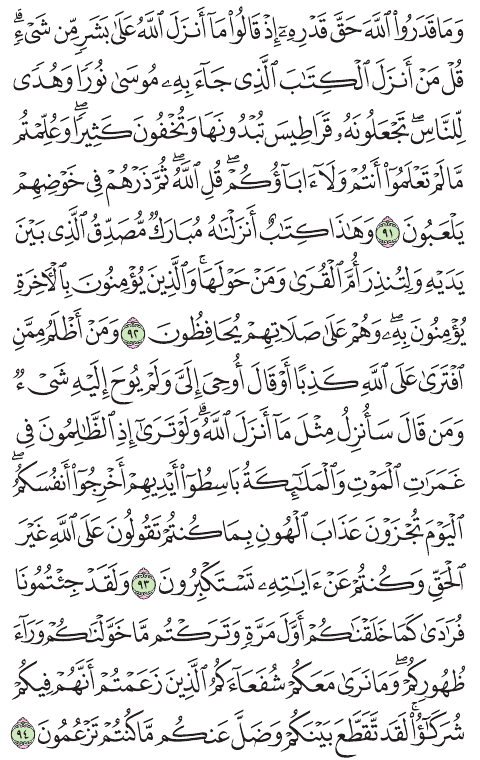 وَمَا قَدَرُوا۟ ٱللَّهَ حَقَّ قَدْرِهِۦٓ إِذْ قَالُوا۟ مَآ أَنزَلَ ٱللَّهُ عَلَىٰ بَشَرٍ مِّن شَىْءٍ ۗ
قُلْ مَنْ أَنزَلَ ٱلْكِتَـٰبَ ٱلَّذِى جَآءَ بِهِۦ مُوسَىٰ نُورًا وَهُدًى
لِّلنَّاسِ ۖ تَجْعَلُونَهُۥ قَرَاطِيسَ تُبْدُونَهَا وَتُخْفُونَ كَثِيرًا ۖ وَعُلِّمْتُم
مَّا لَمْ تَعْلَمُوٓا۟ أَنتُمْ وَلَآ ءَابَآؤُكُمْ ۖ قُلِ ٱللَّهُ ۖ ثُمَّ ذَرْهُمْ فِى خَوْضِهِمْ
يَلْعَبُونَ ٩١ وَهَـٰذَا كِتَـٰبٌ أَنزَلْنَـٰهُ مُبَارَكٌ مُّصَدِّقُ ٱلَّذِى بَيْنَ
يَدَيْهِ وَلِتُنذِرَ أُمَّ ٱلْقُرَىٰ وَمَنْ حَوْلَهَا ۚ وَٱلَّذِينَ يُؤْمِنُونَ بِٱلْـَٔاخِرَةِ
يُؤْمِنُونَ بِهِۦ ۖ وَهُمْ عَلَىٰ صَلَاتِهِمْ يُحَافِظُونَ ٩٢ وَمَنْ أَظْلَمُ مِمَّنِ
ٱفْتَرَىٰ عَلَى ٱللَّهِ كَذِبًا أَوْ قَالَ أُوحِىَ إِلَىَّ وَلَمْ يُوحَ إِلَيْهِ شَىْءٌ
وَمَن قَالَ سَأُنزِلُ مِثْلَ مَآ أَنزَلَ ٱللَّهُ ۗ وَلَوْ تَرَىٰٓ إِذِ ٱلظَّـٰلِمُونَ فِى
غَمَرَٰتِ ٱلْمَوْتِ وَٱلْمَلَـٰٓئِكَةُ بَاسِطُوٓا۟ أَيْدِيهِمْ أَخْرِجُوٓا۟ أَنفُسَكُمُ ۖ
ٱلْيَوْمَ تُجْزَوْنَ عَذَابَ ٱلْهُونِ بِمَا كُنتُمْ تَقُولُونَ عَلَى ٱللَّهِ غَيْرَ
ٱلْحَقِّ وَكُنتُمْ عَنْ ءَايَـٰتِهِۦ تَسْتَكْبِرُونَ ٩٣ وَلَقَدْ جِئْتُمُونَا
فُرَٰدَىٰ كَمَا خَلَقْنَـٰكُمْ أَوَّلَ مَرَّةٍ وَتَرَكْتُم مَّا خَوَّلْنَـٰكُمْ وَرَآءَ
ظُهُورِكُمْ ۖ وَمَا نَرَىٰ مَعَكُمْ شُفَعَآءَكُمُ ٱلَّذِينَ زَعَمْتُمْ أَنَّهُمْ فِيكُمْ
شُرَكَـٰٓؤُا۟ ۚ لَقَد تَّقَطَّعَ بَيْنَكُمْ وَضَلَّ عَنكُم مَّا كُنتُمْ تَزْعُمُونَ ٩٤